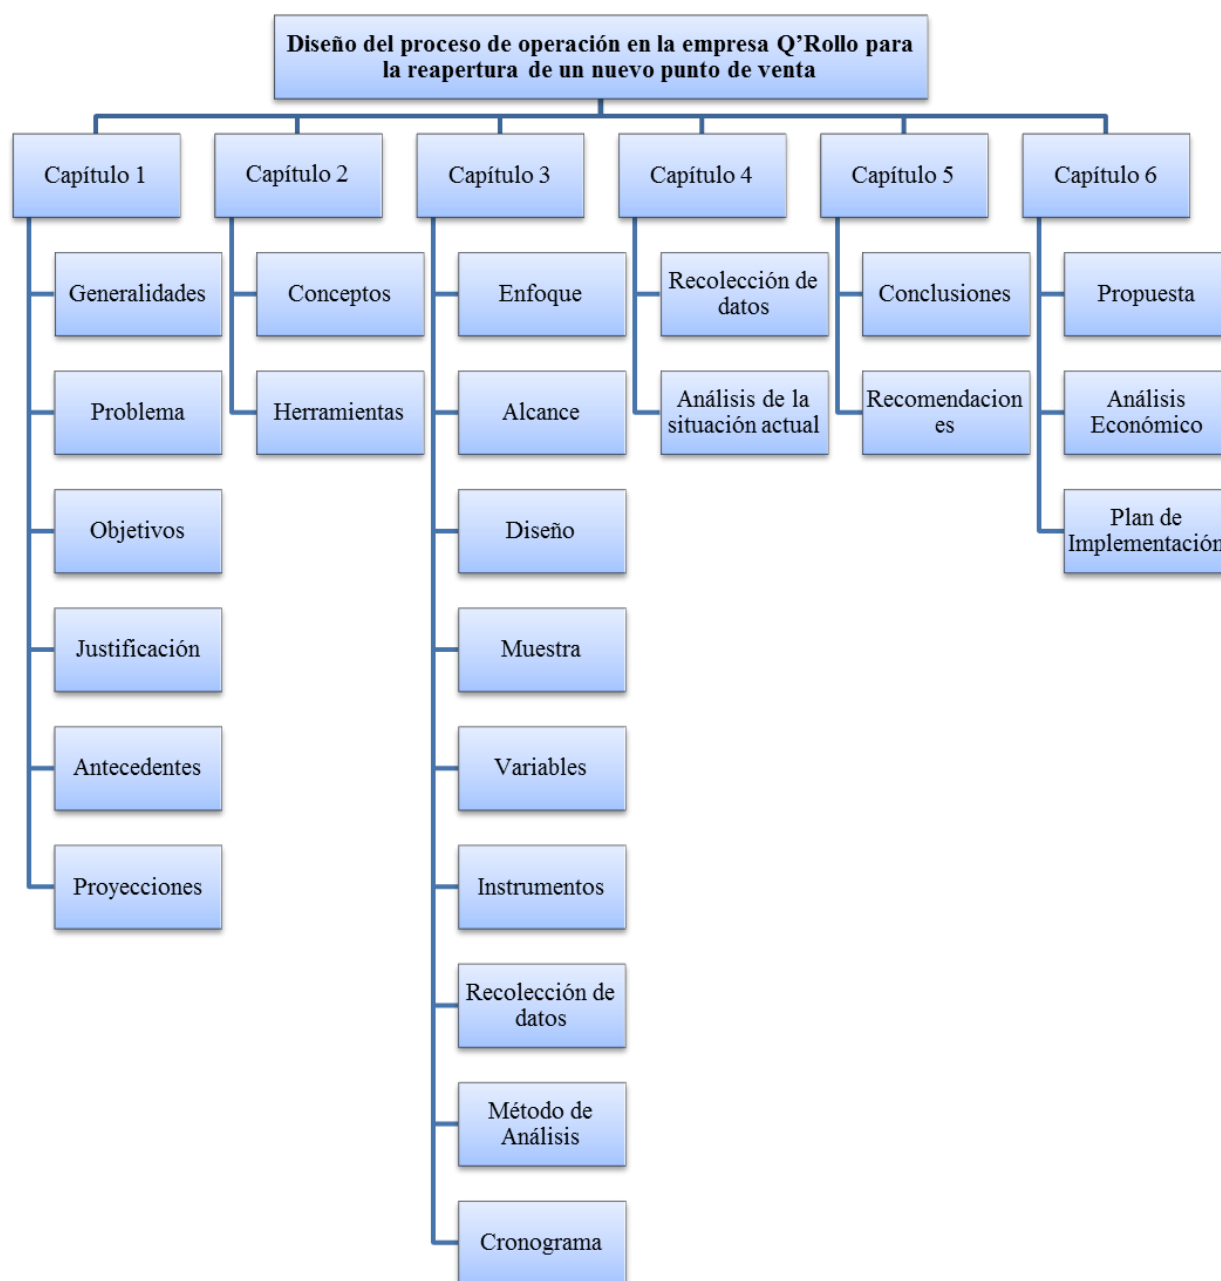 Diseño del proceso de operación en la empresa Q’Rollo para
la reapertura de un nuevo punto de venta
Capítulo 1
Generalidades
Problema
Objetivos
Justificación
Antecedentes
Proyecciones
Capítulo 2
Conceptos
Herramientas
Capítulo 3
Enfoque
Alcance
Diseño
Muestra
Variables
Instrumentos
Recolección de
datos
Método de
Análisis
Cronograma
Capítulo 4
Recolección de
datos
Análisis de la
situación actual
Capítulo 5
Conclusiones
Recomendacion
es
Capítulo 6
Propuesta
Análisis
Económico
Plan de
Implementación